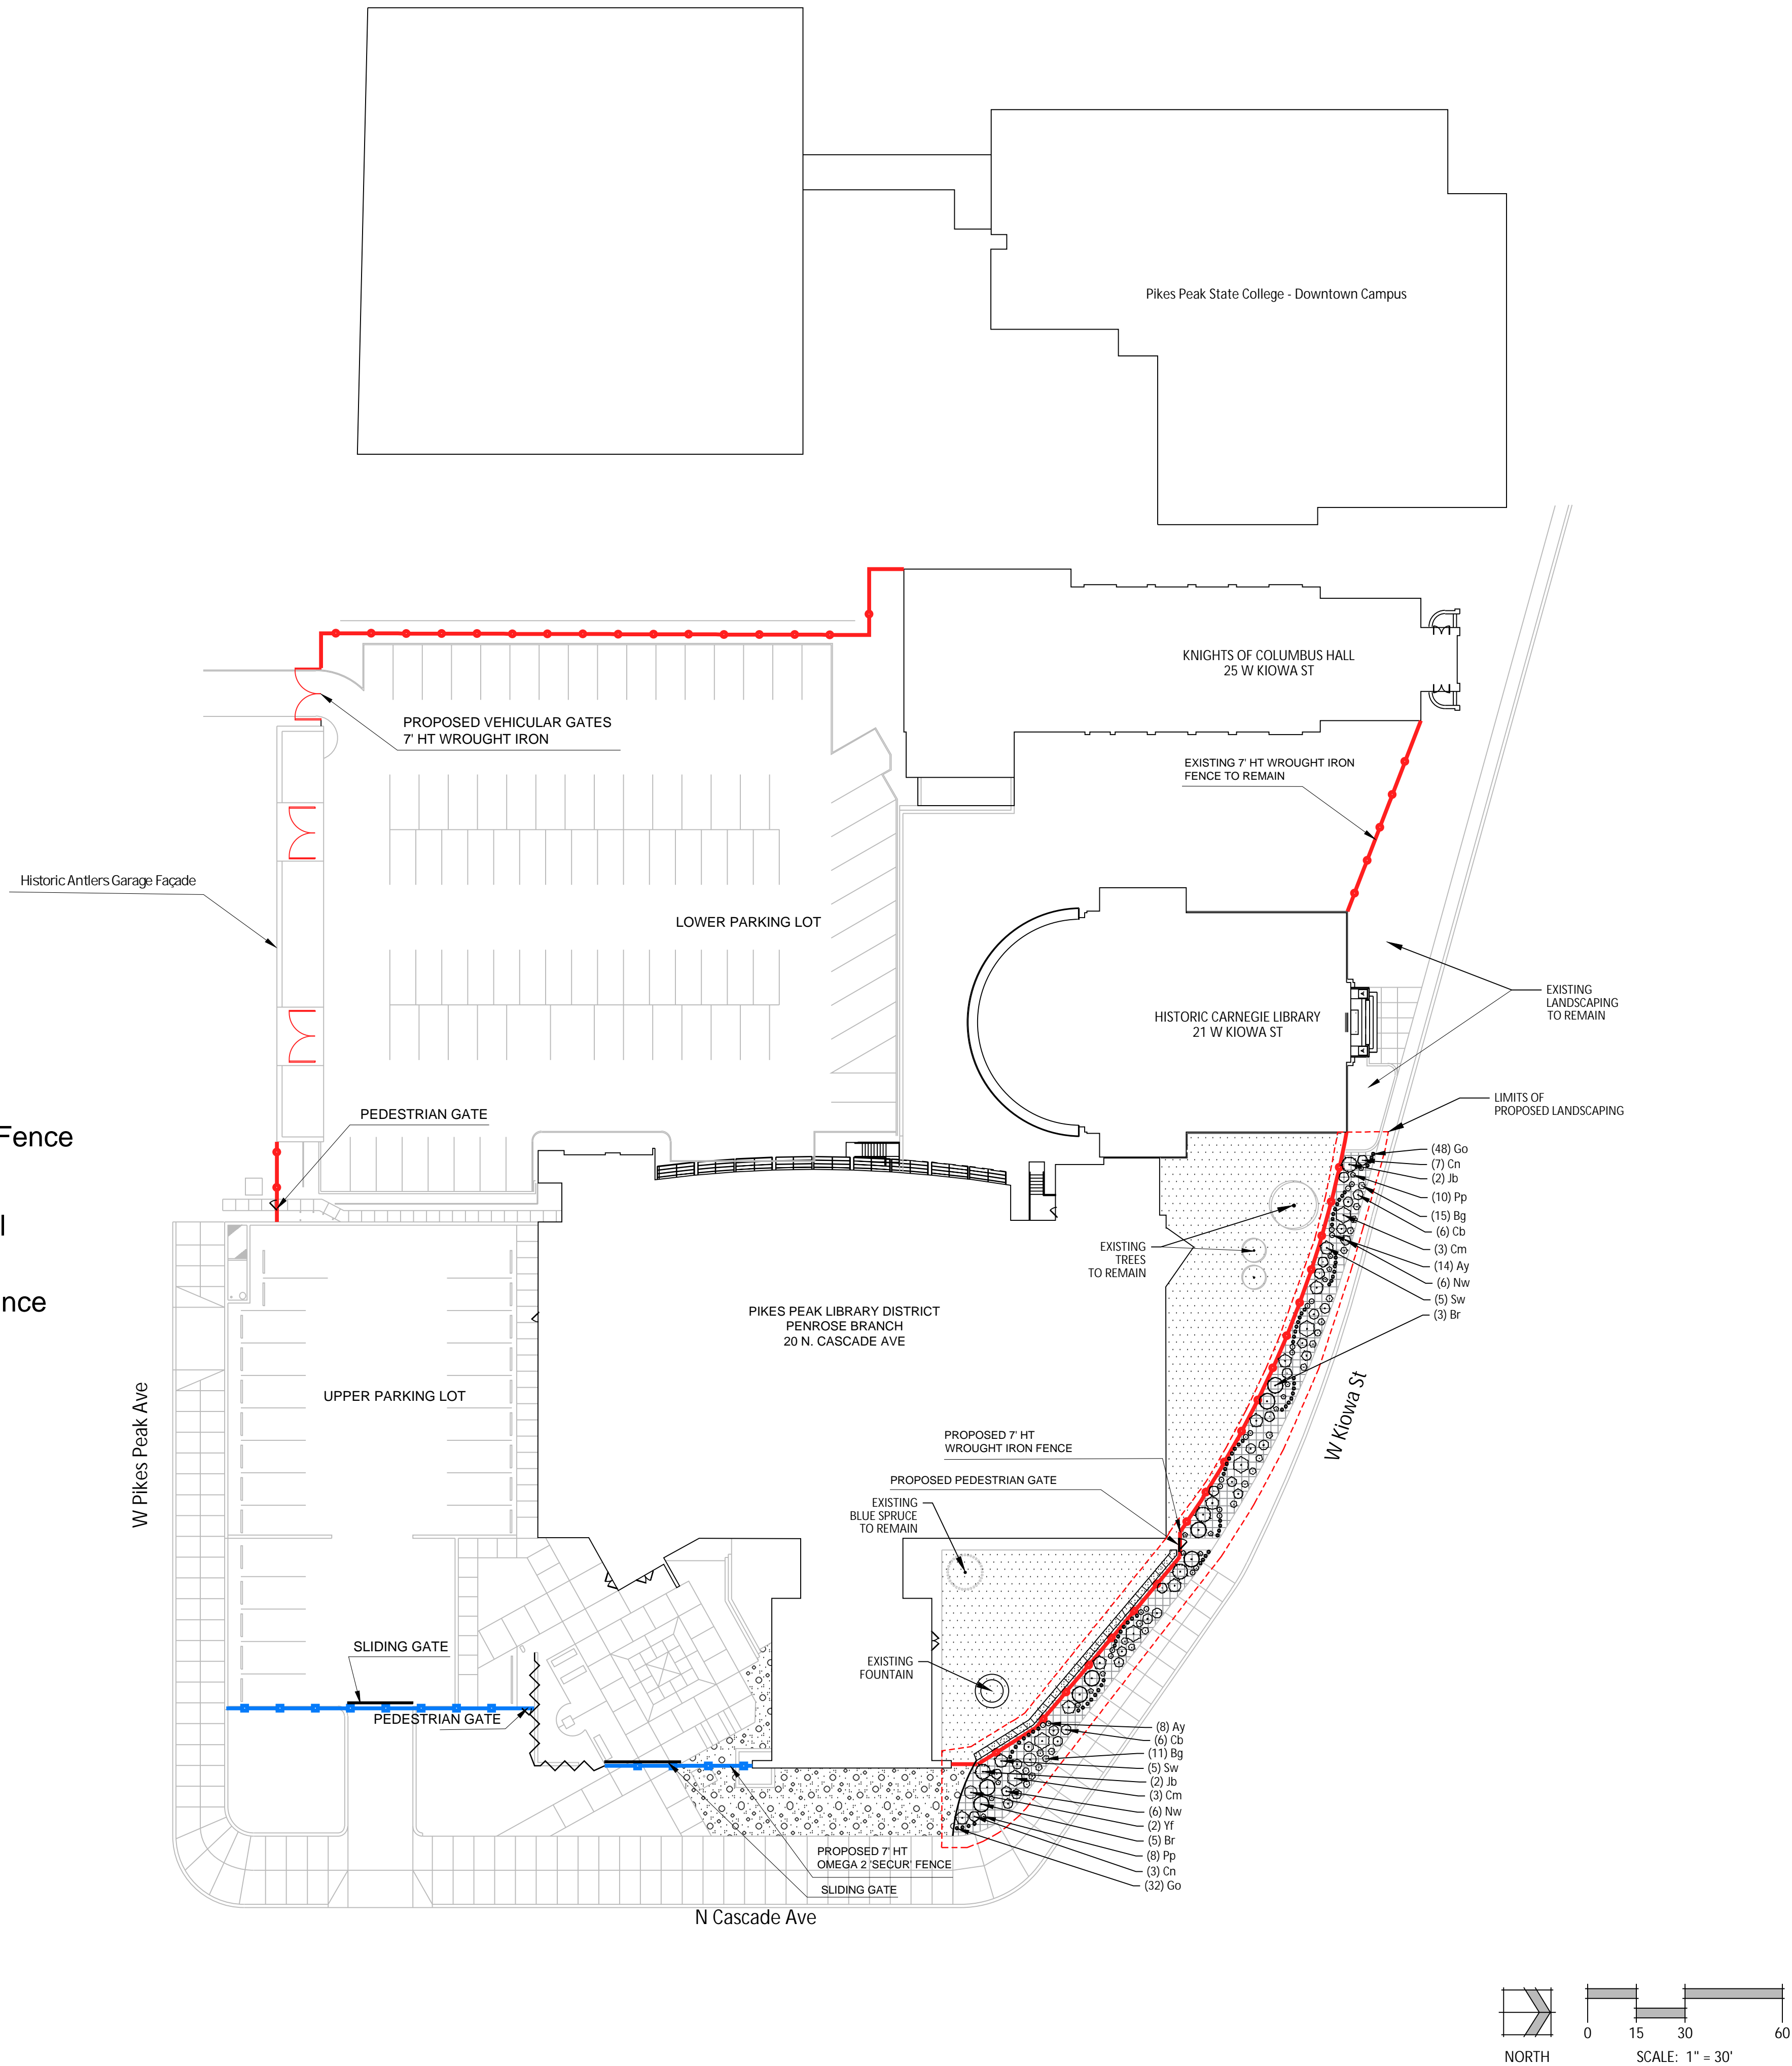 Pikes Peak State College - Downtown Campus
KNIGHTS OF COLUMBUS HALL
25 W KIOWA ST
PROPOSED VEHICULAR GATES
7' HT WROUGHT IRON
EXISTING 7' HT WROUGHT IRON
FENCE TO REMAIN
Historic Antlers Garage Façade
LOWER PARKING LOT
EXISTING
LANDSCAPING
TO REMAIN
HISTORIC CARNEGIE LIBRARY
21 W KIOWA ST
LIMITS OF
PROPOSED LANDSCAPING
PEDESTRIAN GATE
Fence
(48) Go
(7) Cn
(2) Jb
(10) Pp
(15) Bg
(6) Cb
(3) Cm
(14) Ay
(6) Nw
(5) Sw
(3) Br
l
EXISTING
TREES
TO REMAIN
nce
PIKES PEAK LIBRARY DISTRICT
PENROSE BRANCH
20 N. CASCADE AVE
UPPER PARKING LOT
W Pikes Peak Ave
W Kiowa St
PROPOSED 7' HT
WROUGHT IRON FENCE
PROPOSED PEDESTRIAN GATE
EXISTING
BLUE SPRUCE
TO REMAIN
SLIDING GATE
EXISTING
FOUNTAIN
PEDESTRIAN GATE
(8) Ay
(6) Cb
(11) Bg
(5) Sw
(2) Jb
(3) Cm
(6) Nw
(2) Yf
(5) Br
(8) Pp
(3) Cn
(32) Go
PROPOSED 7' HT
OMEGA 2 'SECUR' FENCE
SLIDING GATE
N Cascade Ave
0 15 30 60
NORTH
SCALE: 1" = 30'